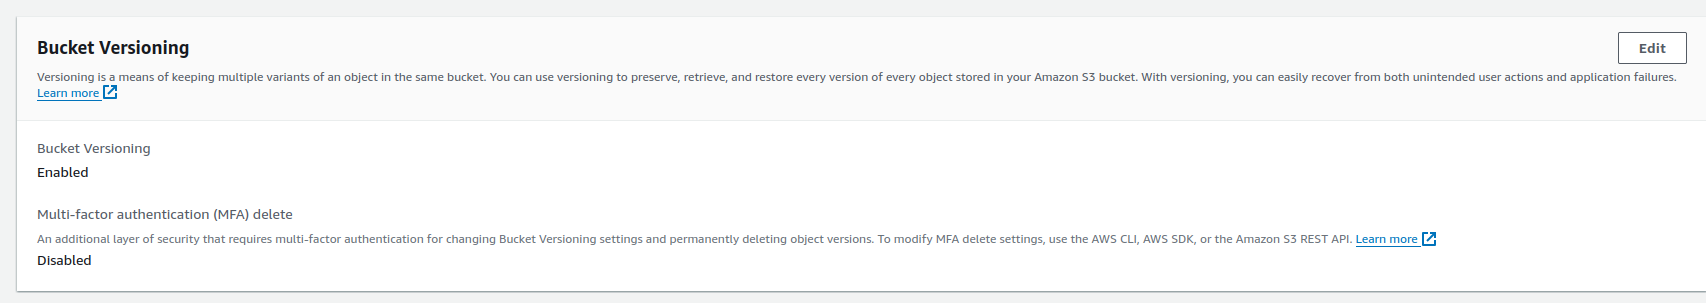 Bucket Versioning
Edit
Versioning is a means of keeping multiple variants of an object in the same bucket. You can use versioning to preserve, retrieve, and restore every version of every object stored in your Amazon S3 bucket. With versioning, you can easily recover from both unintended user actions and application failures.
Learn more
Bucket Versioning
Enabled
Multi-factor authentication (MFA) delete
An additional layer of security that requires multi-factor authentication for changing Bucket Versioning settings and permanently deleting object versions. To modify MFA delete settings, use the AWS CLI, AWS SDK, or the Amazon S3 REST API. Learn more
Disabled